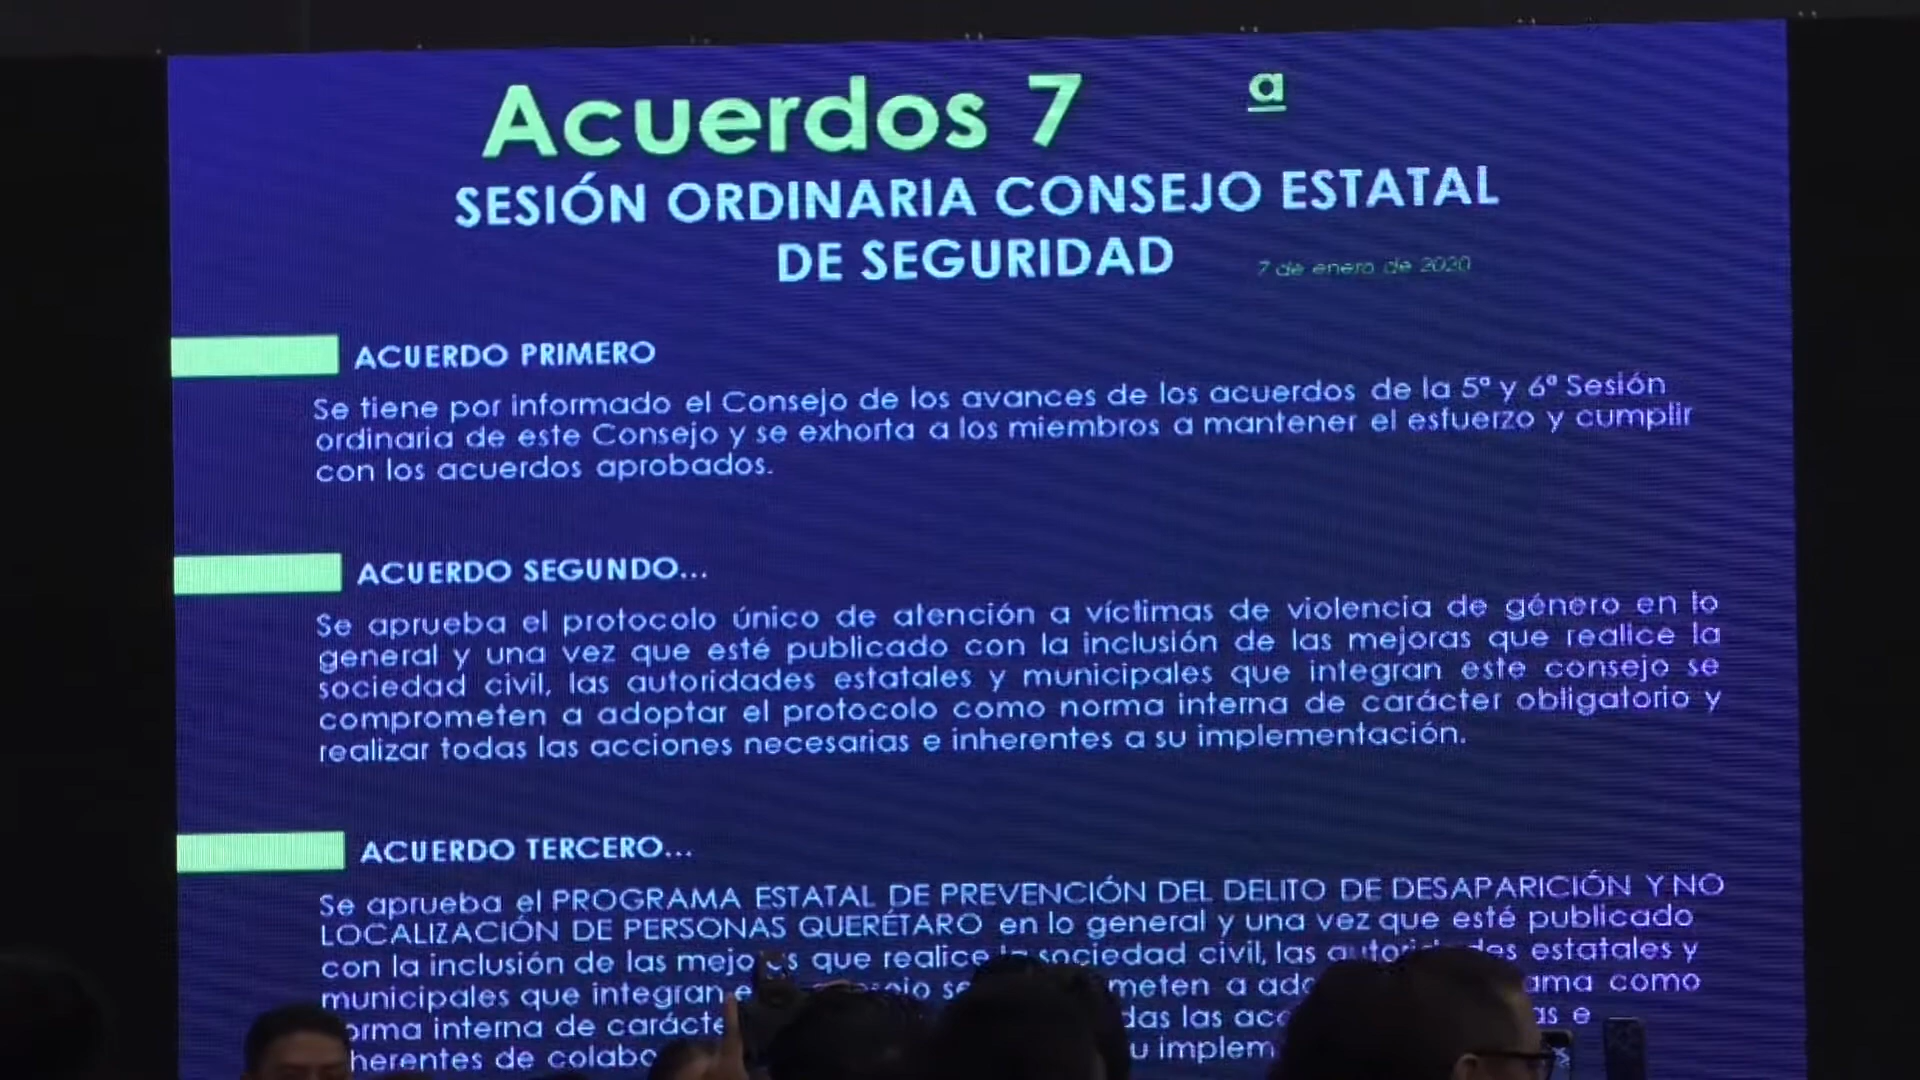 Acuerdos 7 ª
SESIÓN ORDINARIA CONSEJO ESTATAL
DE SEGURIDAD
7 de enero de 2020
ACUERDO PRIMERO
Se tiene por informado el Consejo de los avances de los acuerdos de la 5ª y 6ª Sesión
ordinaria de este Consejo y se exhorta a los miembros a mantener el esfuerzo y cumplir
con los acuerdos aprobados.
ACUERDO SEGUNDO...
Se aprueba el protocolo único de atención a víctimas de violencia de género en lo
general y una vez que esté publicado con la inclusión de las mejoras que realice la
sociedad civil, las autoridades estatales y municipales que integran este consejo se
comprometen a adoptar el protocolo como norma interna de carácter obligatorio y
realizar todas las acciones necesarias e inherentes a su implementación.
ACUERDO TERCERO...
Se aprueba el PROGRAMA ESTATAL DE PREVENCIÓN DEL DELITO DE DESAPARICIÓN Y NO
LOCALIZACIÓN DE PERSONAS QUERÉTARO en lo general y una vez que esté publicado
con la inclusión de las mejoras que realice la sociedad civil, las autoridades estatales y
municipales que integran se a como
interna de las e
de